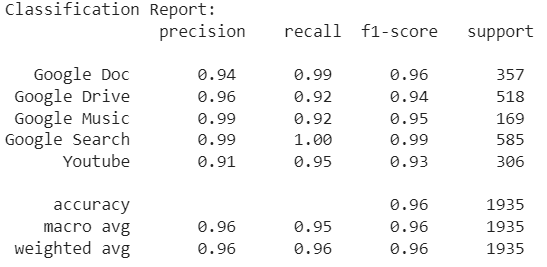 Classification Report:
precision recall f1-score support
Google Doc 0.94 0.99 0.96 357
Google Drive 0.96 0.92 0.94 518
Google Music 0.99 0.92 0.95 169
Google Search 0.99 1.00 0.99 585
Youtube 0.91 0.95 0.93 306
accuracy 0.96 1935
macro avg 0.96 0.95 0.96 1935
weighted avg 0.96 0.96 0.96 1935